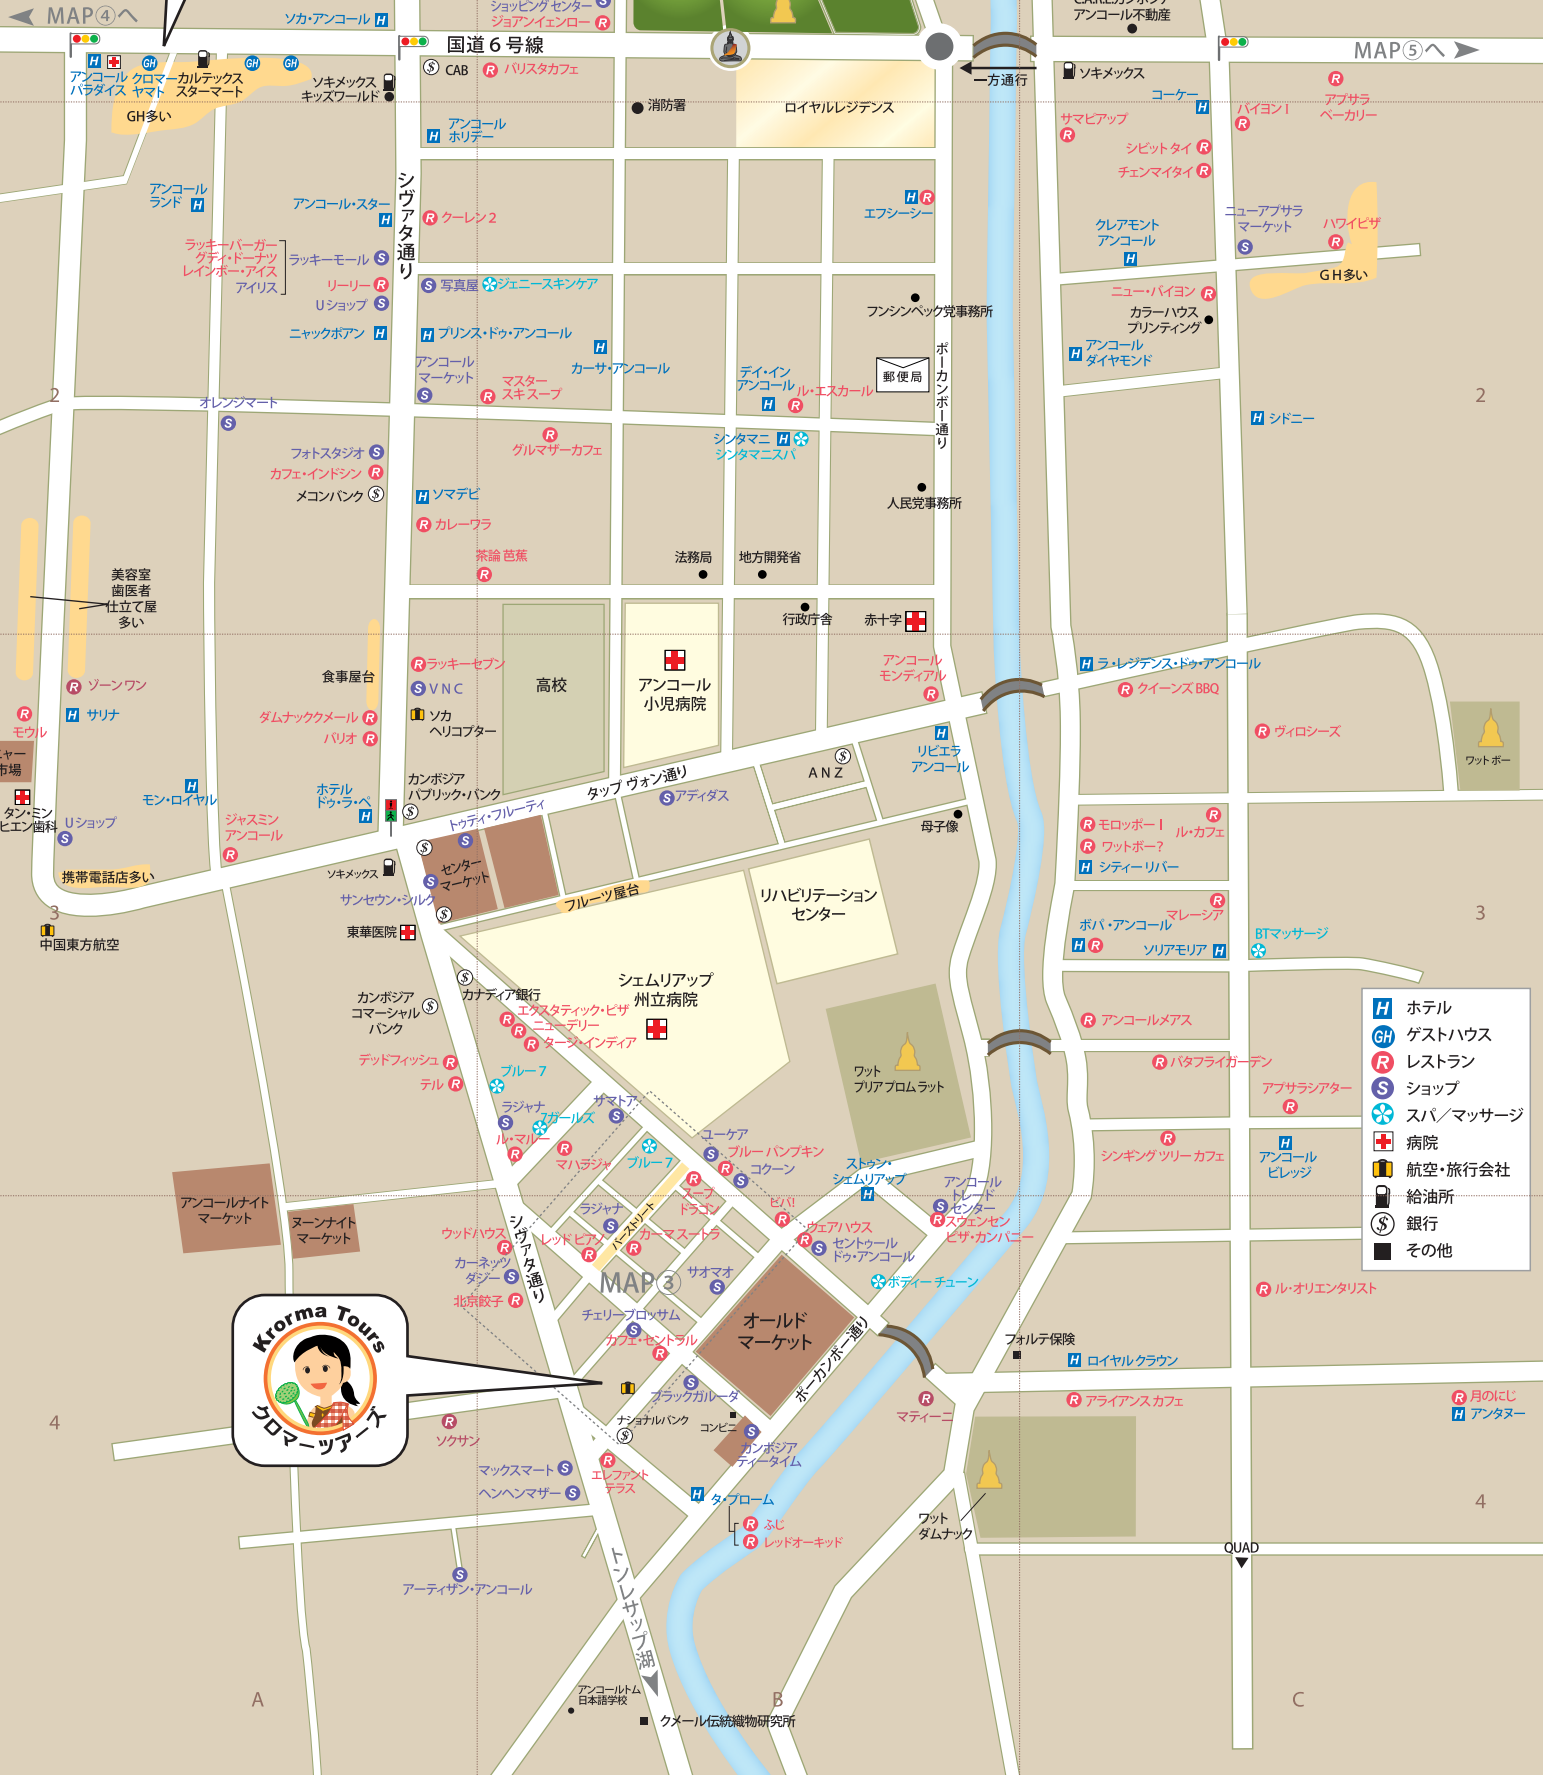 MAP④へ
ソカ・アンコール H
ショッピングセンター S
ジョアンイェンロー R
アンコール不動産
国道６号線
MAP⑤へ
アンコール
パラダイス
クロマー
ヤマト
カルテックス
スターマート
GH GH GH
GH多い
ソキメックス
キッズワールド
CAB
バリスタカフェ
一方通行
ソキメックス
コーケー
アプサラ
ベーカリー
バイヨン I
サマピアップ
シビットタイ
チェンマイタイ
消防署
ロイヤルレジデンス
アンコール
ホリデー
シヴァタ通り
アンコール
ランド
アンコール・スター
クーレン２
エフシーシー
クレアモント
アンコール
ニューアプサラ
マーケット
ハワイピザ
ＧＨ多い
ラッキーバーガー
グディ・ドーナツ
レインボー・アイス
アイリス
ラッキーモール
リーリー
Ｕショップ
写真屋
ジェニースキンケア
フンシンペック党事務所
ニュー・バイヨン
カラーハウス
プリンティング
ニャックポアン
プリンス・ドゥ・アンコール
カーサ・アンコール
アンコール
マーケット
マスター
スキスープ
デイ・イン
アンコール
ル・エスカール
郵便局
ポーカンボー通り
アンコール
ダイヤモンド
2
2
オレンジマート
シドニー
フォトスタジオ
カフェ・インドシン
メコンバンク
グルマザーカフェ
シンタマニ
シンタマニスパ
ソマデビ
カレーワラ
人民党事務所
茶論 芭蕉
法務局
地方開発省
行政庁舎
赤十字
美容室
歯医者
仕立て屋
多い
食事屋台
ラッキーセブン
ＶＮＣ
ソカ
ヘリコプター
高校
アンコール
小児病院
アンコール
モンディアル
ラ・レジデンス・ドゥ・アンコール
クイーンズBBQ
ゾーンワン
サリナ
モウル
ャー
市場
タン・ミン
ヒエン歯科
Ｕショップ
ダムナッククメール
バリオ
ヴィロシーズ
ワットボー
リビエラ
アンコール
ＡＮＺ
タップ ヴォン通り
アディダス
モン・ロイヤル
ホテル
ドゥ・ラ・ペ
カンボジア
パブリック・バンク
トゥディ・フルーティ
ジャスミン
アンコール
母子像
モロッポー I
ワットボー？
シティーリバー
ル・カフェ
携帯電話店多い
ソキメックス
センター
マーケット
サンセウン・シルク
フルーツ屋台
リハビリテーション
センター
3
3
マレーシア
ボパ・アンコール
ソリアモリア
BTマッサージ
中国東方航空
東華医院
シェムリアップ
州立病院
カナディア銀行
カンボジア
コマーシャル
バンク
エクスタティック・ピザ
ニューデリー
タージ・インディア
デッドフィッシュ
テル
ブルー７
アンコールメアス
バタフライガーデン
ワット
プリアプロムラット
ラジャナ
7ガールズ
サマトア
ル・マルー
マハラジャ
ブルー７
ユーケア
ブルーパンプキン
コクーン
アプサラシアター
シンギングツリーカフェ
アンコール
ビレッジ
ストゥン・
シェムリアップ
アンコール
トレード
センター
スウェンセン
ピザ・カンパニー
H ホテル
GH ゲストハウス
R レストラン
S ショップ
スパ／マッサージ
病院
航空・旅行会社
給油所
$ 銀行
その他
アンコールナイト
マーケット
ヌーンナイト
マーケット
ウッドハウス
カーネッツ
ダジー
北京餃子
シヴァタ通り
ラジャナ
レッドピアノ
バーストリート
スープ
ドラゴン
カーマスートラ
ビバ!
ウェアハウス
セントゥール
ドゥ・アンコール
ボディーチューン
MAP③
サオマオ
チェリーブロッサム
カフェ・セントラル
オールド
マーケット
ポーカンボー通り
ル・オリエンタリスト
Krorma Tours
クロマーツアーズ
フォルテ保険
ロイヤルクラウン
アライアンスカフェ
月のにじ
アンタヌー
マティーニ
ブラックガルーダ
ナショナルバンク
コンビニ
カンボジア
ティータイム
4
4
ソクサン
マックスマート
ヘンヘンマザー
エレファント
テラス
タ・プローム
ふじ
レッドオーキッド
ワット
ダムナック
QUAD
アーティザン・アンコール
トンレサップ湖
アンコールトム
日本語学校
クメール伝統織物研究所
A
B
C